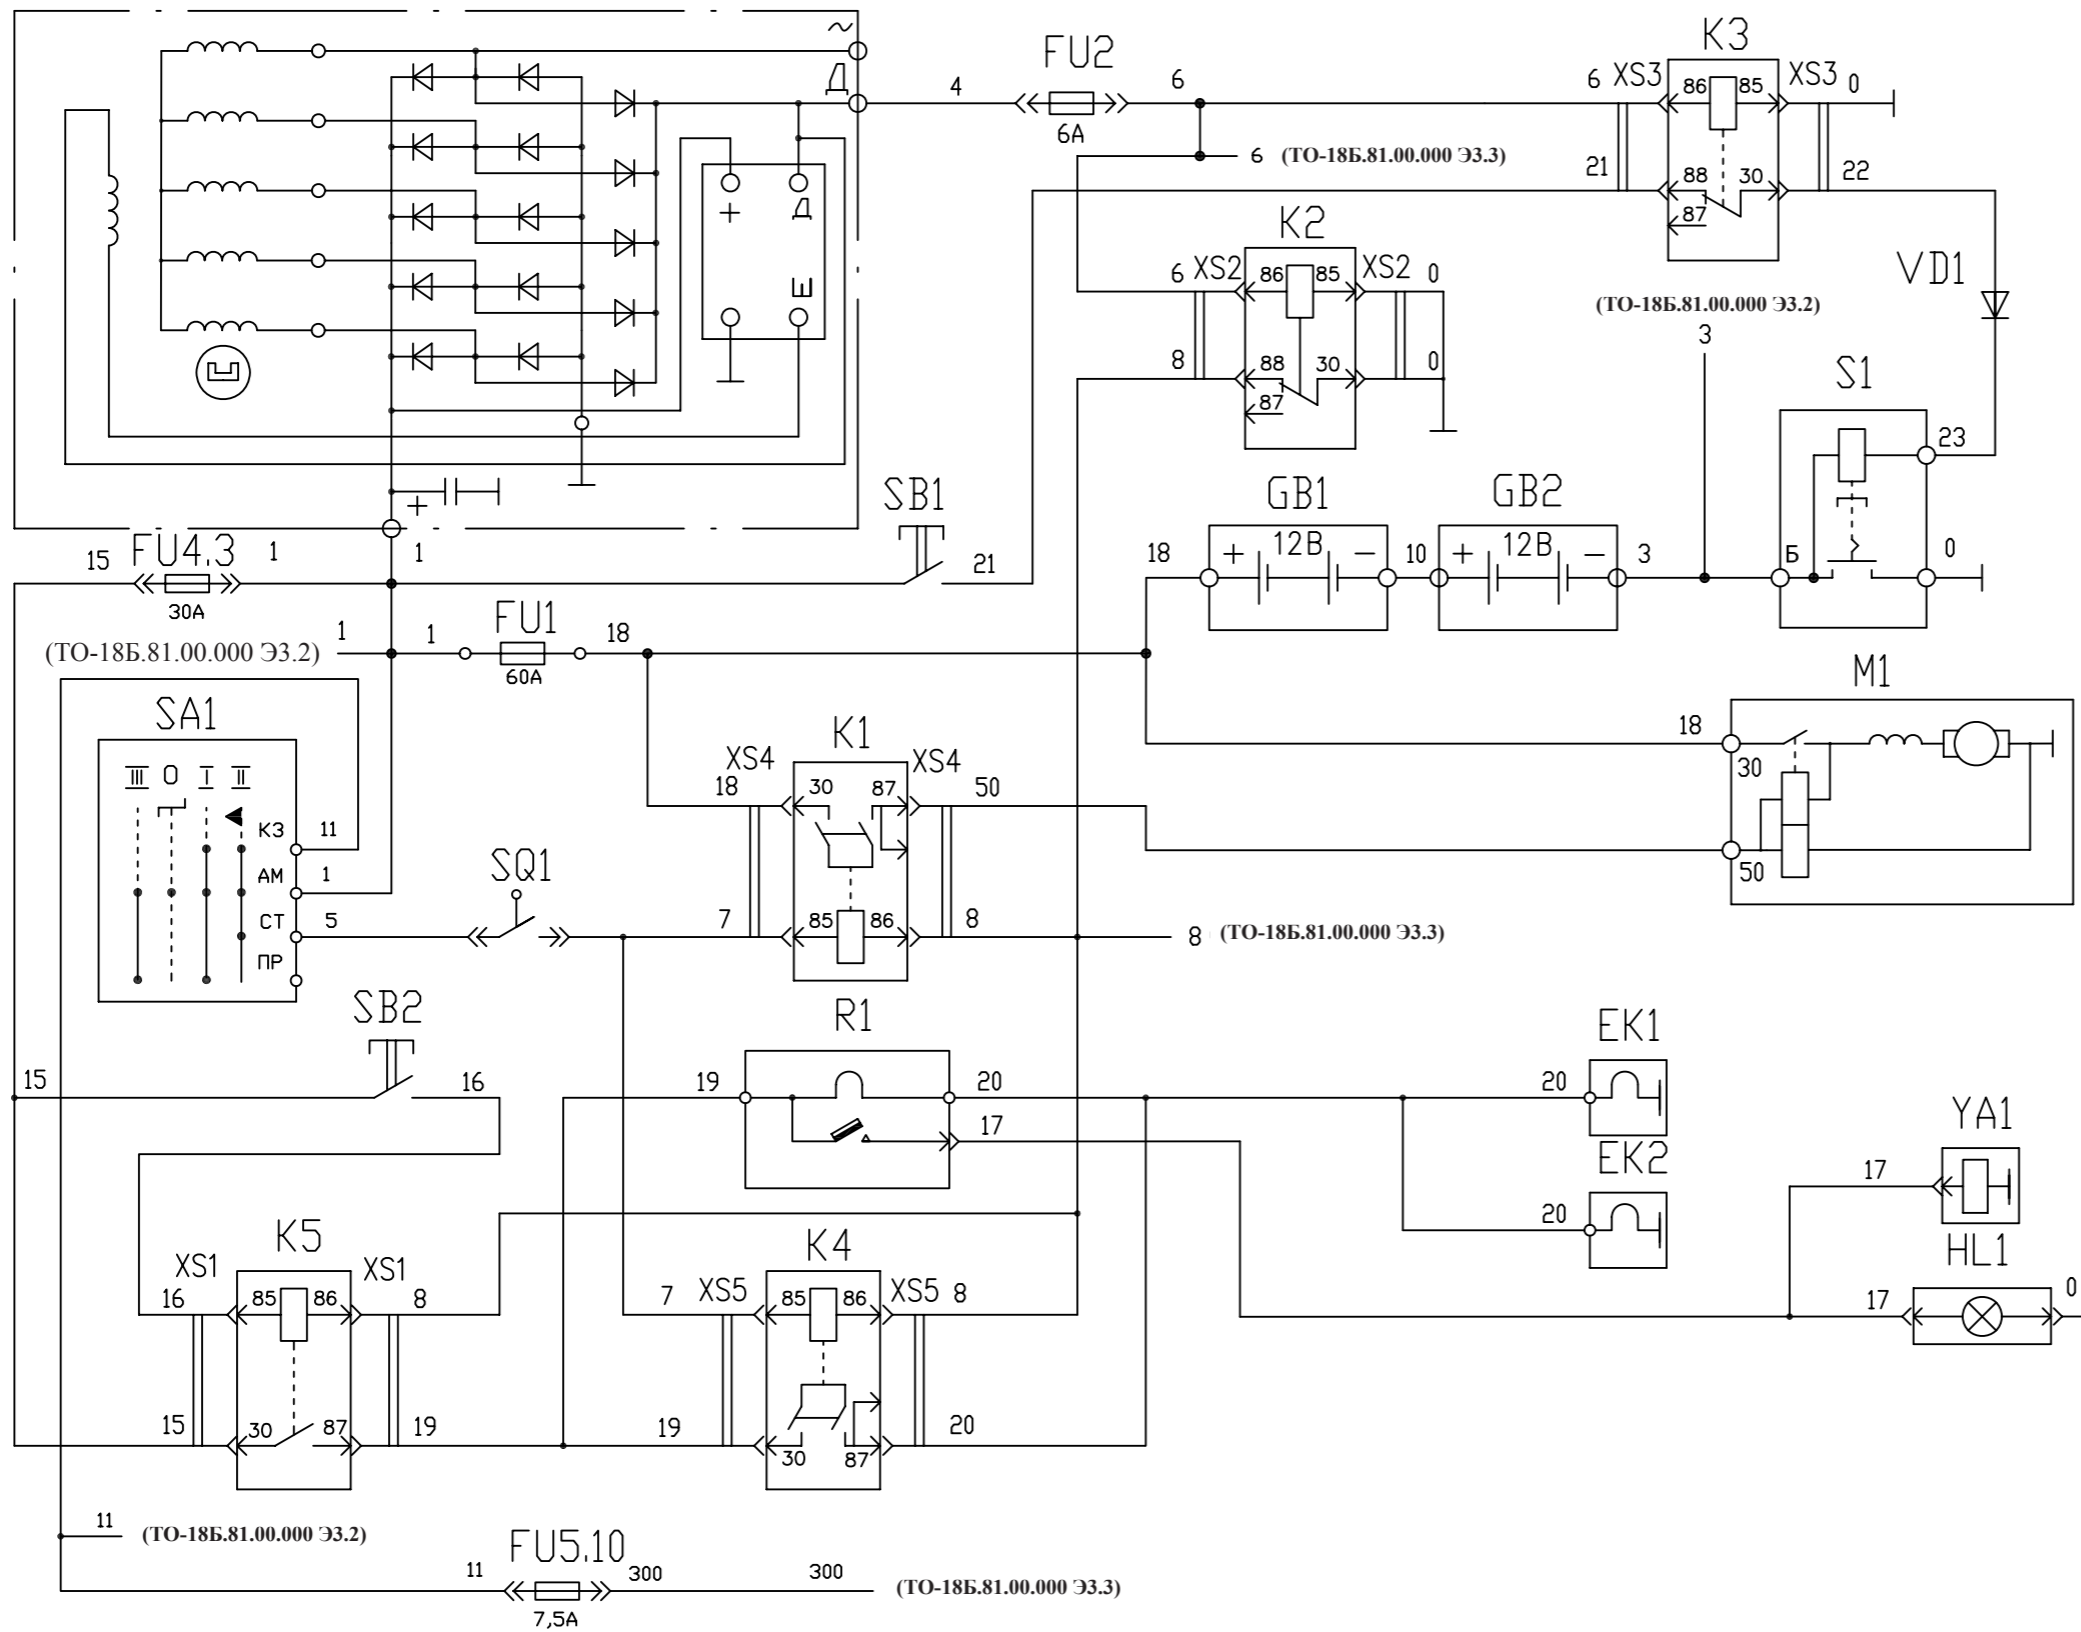 ~
Д
4
FU2
6А
6
6 (ТО-18Б.81.00.000 Э3.3)
K3
6 XS3
86 85
XS3 0
21
88 30
87
22
+ Д
Ш
K2
6 XS2
86 85
XS2 0
8
88 30
87
0
VD1
(ТО-18Б.81.00.000 Э3.2)
3
S1
23
Б
0
+
SB1
21
GB1
18
+ 12В −
10
GB2
+ 12В −
3
15 FU4.3 1
30А
1
(ТО-18Б.81.00.000 Э3.2)
1
1
FU1
60А
18
M1
18
30
50
SA1
III 0 I II
КЗ 11
АМ 1
СТ 5
ПР
SQ1
K1
XS4
18
30 87
XS4
50
7
85 86
8
8 (ТО-18Б.81.00.000 Э3.3)
SB2
15
16
R1
19
20
17
EK1
20
EK2
20
YA1
17
HL1
17
0
K5
XS1
16
85 86
XS1
8
15
30 87
19
K4
7 XS5
85 86
XS5 8
19
30 87
20
11 (ТО-18Б.81.00.000 Э3.2)
11
FU5.10
7,5А
300
300
(ТО-18Б.81.00.000 Э3.3)